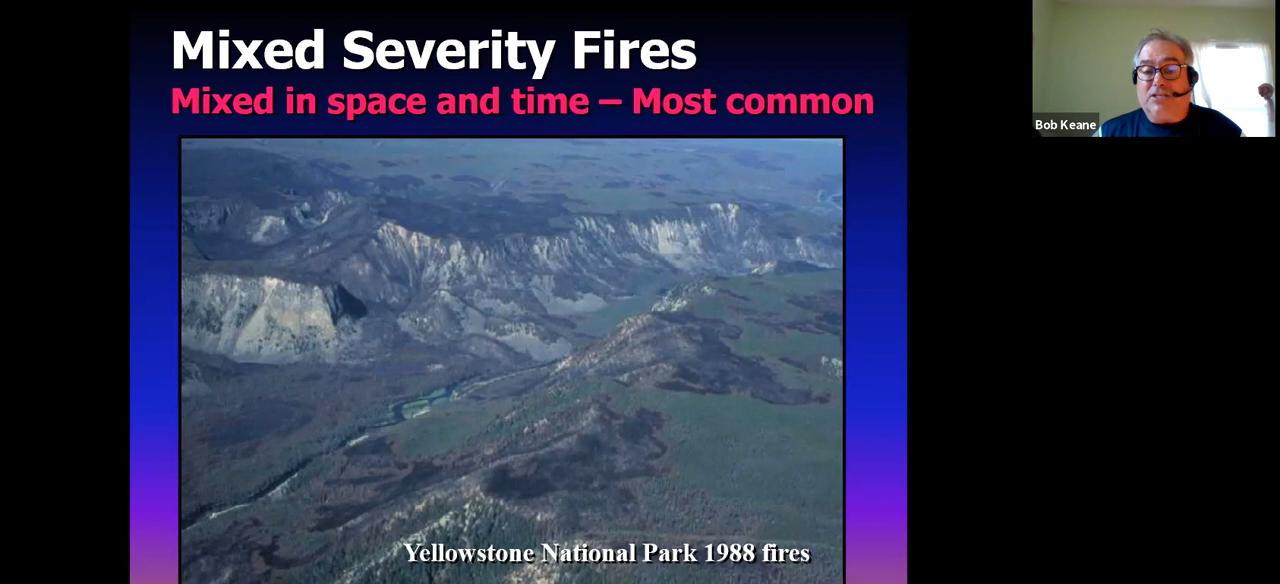 Mixed Severity Fires
Mixed in space and time – Most common
Bob Keane
Yellowstone National Park 1988 fires